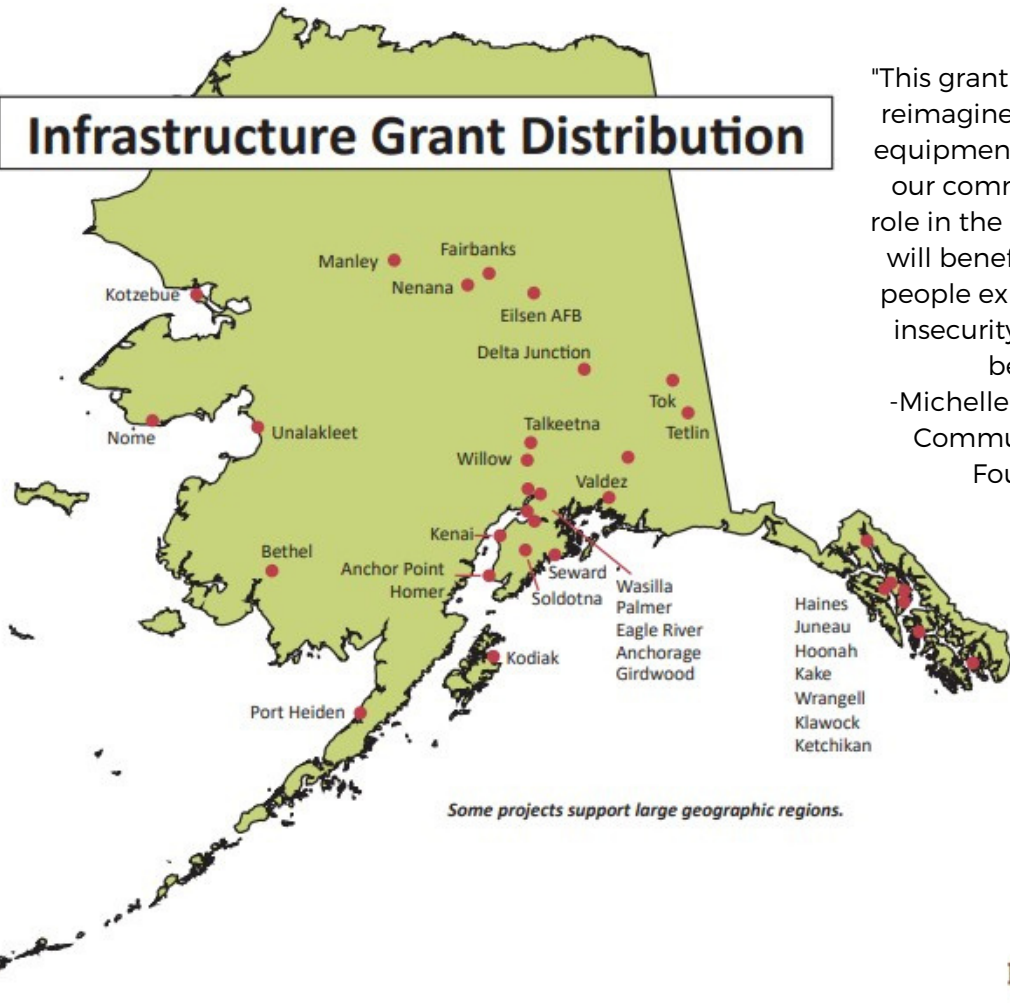 Infrastructure Grant Distribution
"This grant
reimagine
equipmen
our comm
role in the
will benef
people ex
insecurity
be
-Michelle
Commu
Fou
Manley
Fairbanks
Nenana
Kotzebue
Eilsen AFB
Delta Junction
Tok
Talkeetna
Tetlin
Nome
Unalakleet
Willow
Valdez
Kenai
Bethel
Anchor Point
Homer
Seward
Soldotna
Wasilla
Palmer
Eagle River
Anchorage
Girdwood
Haines
Juneau
Hoonah
Kake
Wrangell
Klawock
Ketchikan
Kodiak
Port Heiden
Some projects support large geographic regions.